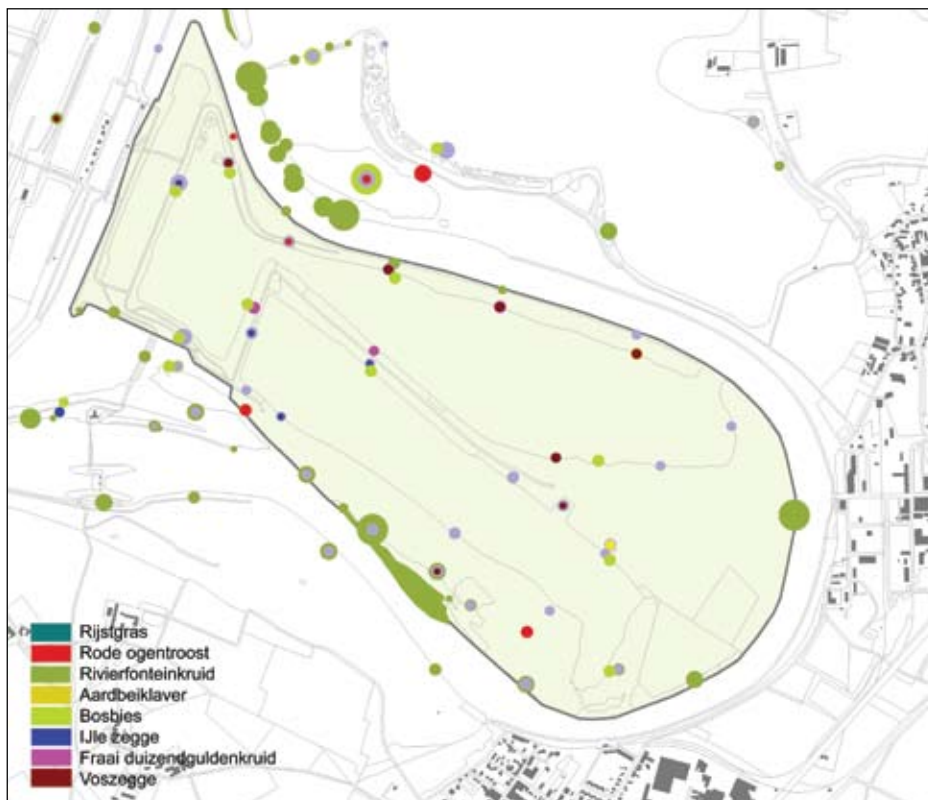 Rijstgras
Rode ogentroost
Rivierfonteinkruid
Aardbeiklaver
Bosbies
IJle zegge
Fraai duizendguldenkruid
Voszegge